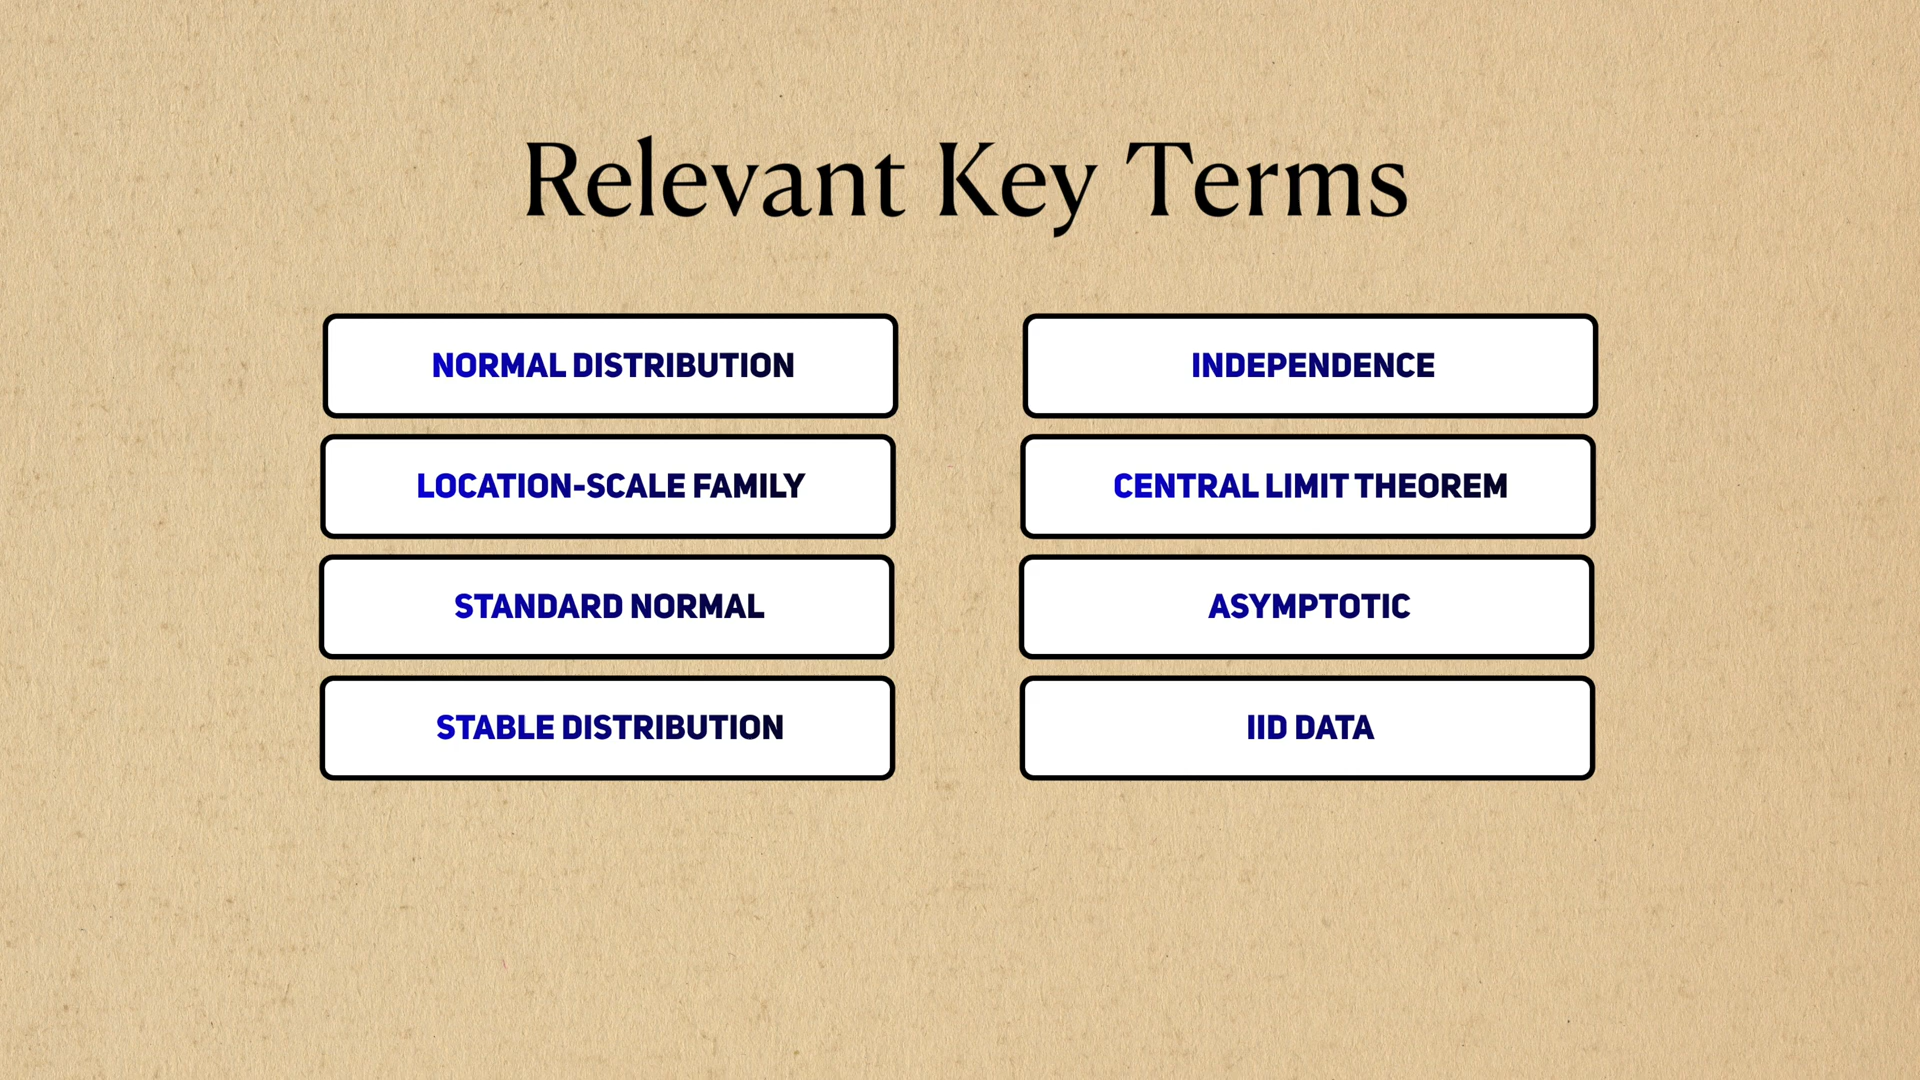 Relevant Key Terms
NORMAL DISTRIBUTION
LOCATION-SCALE FAMILY
STANDARD NORMAL
STABLE DISTRIBUTION
INDEPENDENCE
CENTRAL LIMIT THEOREM
ASYMPTOTIC
IID DATA